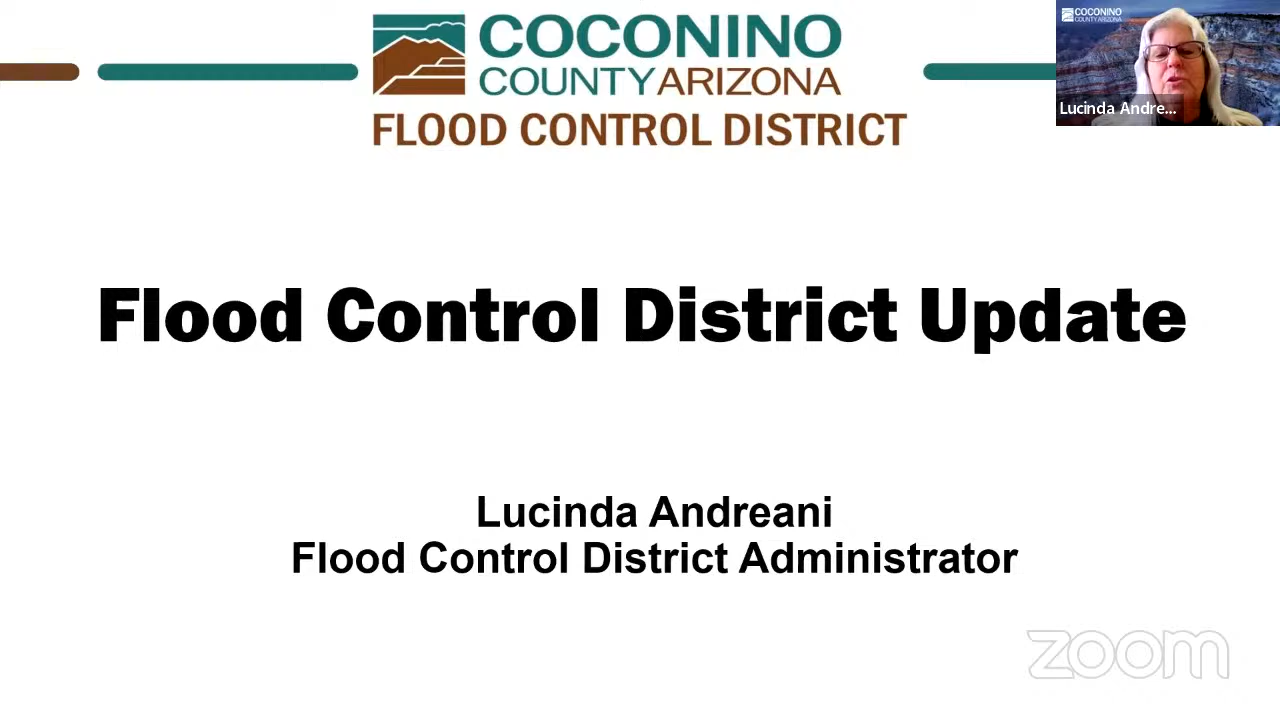 COCONINO
COUNTY ARIZONA
FLOOD CONTROL DISTRICT
COCONINO
COUNTY ARIZONA
Lucinda Andre...
Flood Control District Update
Lucinda Andreani
Flood Control District Administrator
zoom